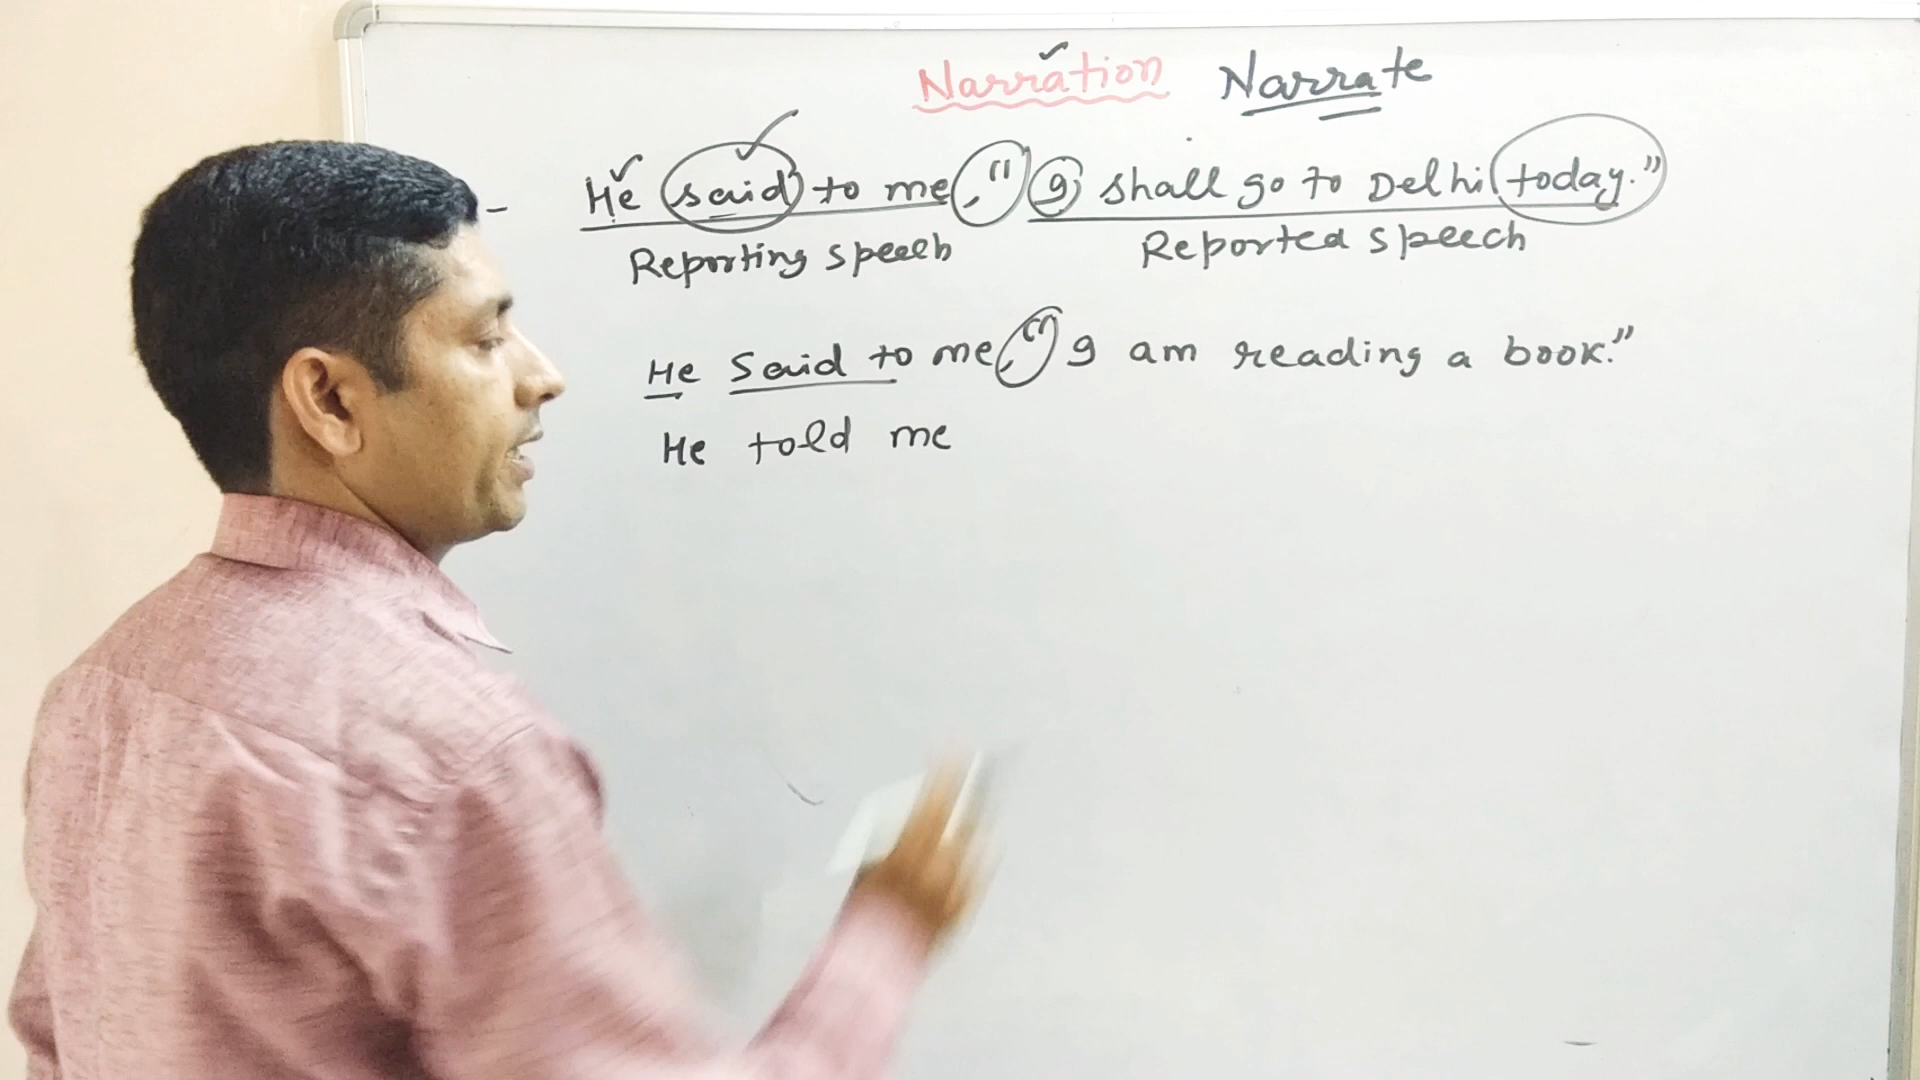 Narration Narrate
- He said to me, "I shall go to Delhi today."
Reporting speech Reported speech
He Said to me, "I am reading a book."
He told me